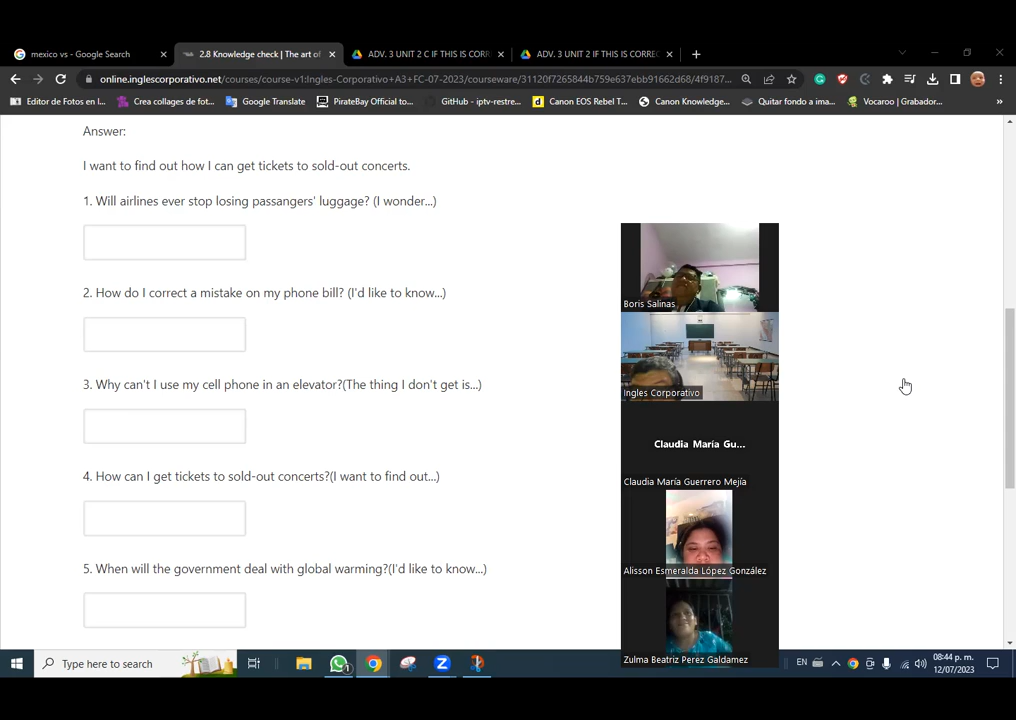 mexico vs - Google Search
2.8 Knowledge check | The art of
ADV. 3 UNIT 2 C IF THIS IS CORR
ADV. 3 UNIT 2 IF THIS IS CORREC
online.inglescorporativo.net/courses/course-v1:Ingles-Corporativo+A3+FC-07-2023/courseware/31120f7265844b759e637ebb91662d68/4f9187...
Editor de Fotos en l...
Crea collages de fot...
Google Translate
PirateBay Official to...
GitHub - iptv-restre...
Canon EOS Rebel T...
Canon Knowledge...
Quitar fondo a ima...
Vocaroo | Grabador...
Answer:
I want to find out how I can get tickets to sold-out concerts.
1. Will airlines ever stop losing passangers' luggage? (I wonder...)
2. How do I correct a mistake on my phone bill? (I'd like to know...)
3. Why can't I use my cell phone in an elevator?(The thing I don't get is...)
4. How can I get tickets to sold-out concerts?(I want to find out...)
5. When will the government deal with global warming?(I'd like to know...)
Boris Salinas
Ingles Corporativo
Claudia María Gu...
Claudia María Guerrero Mejía
Alisson Esmeralda López González
Zulma Beatriz Perez Galdamez
Type here to search
1
EN
08:44 p. m.
12/07/2023